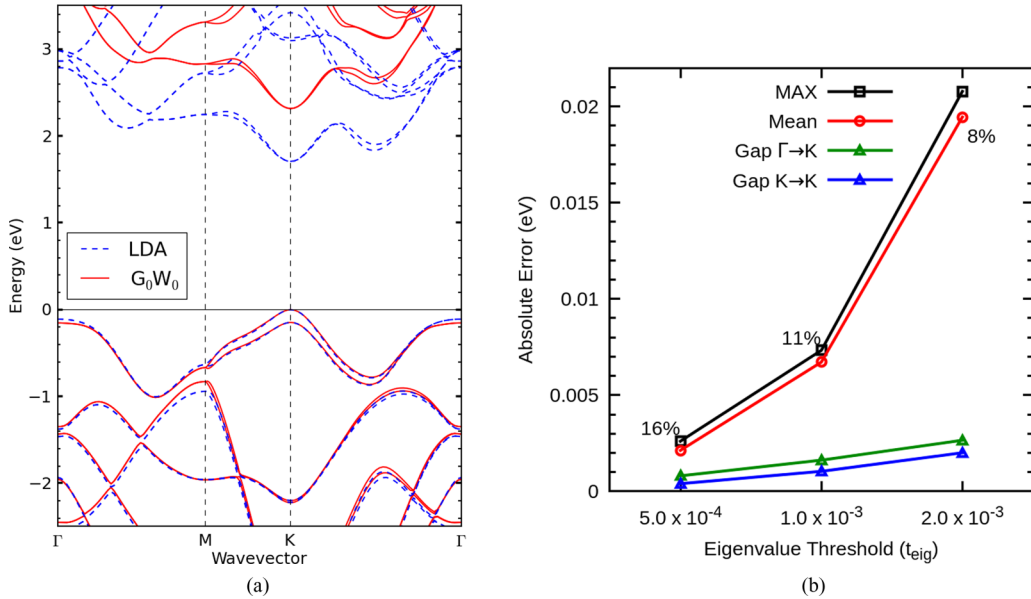 3
2
1
0
−1
−2
Energy (eV)
LDA
G₀W₀
Γ
M
K
Γ
Wavevector
(a)
0.02
0.015
0.01
0.005
0
Absolute Error (eV)
MAX
Mean
Gap Γ→K
Gap K→K
16%
11%
8%
5.0 x 10⁻⁴
1.0 x 10⁻³
2.0 x 10⁻³
Eigenvalue Threshold (t_eig)
(b)